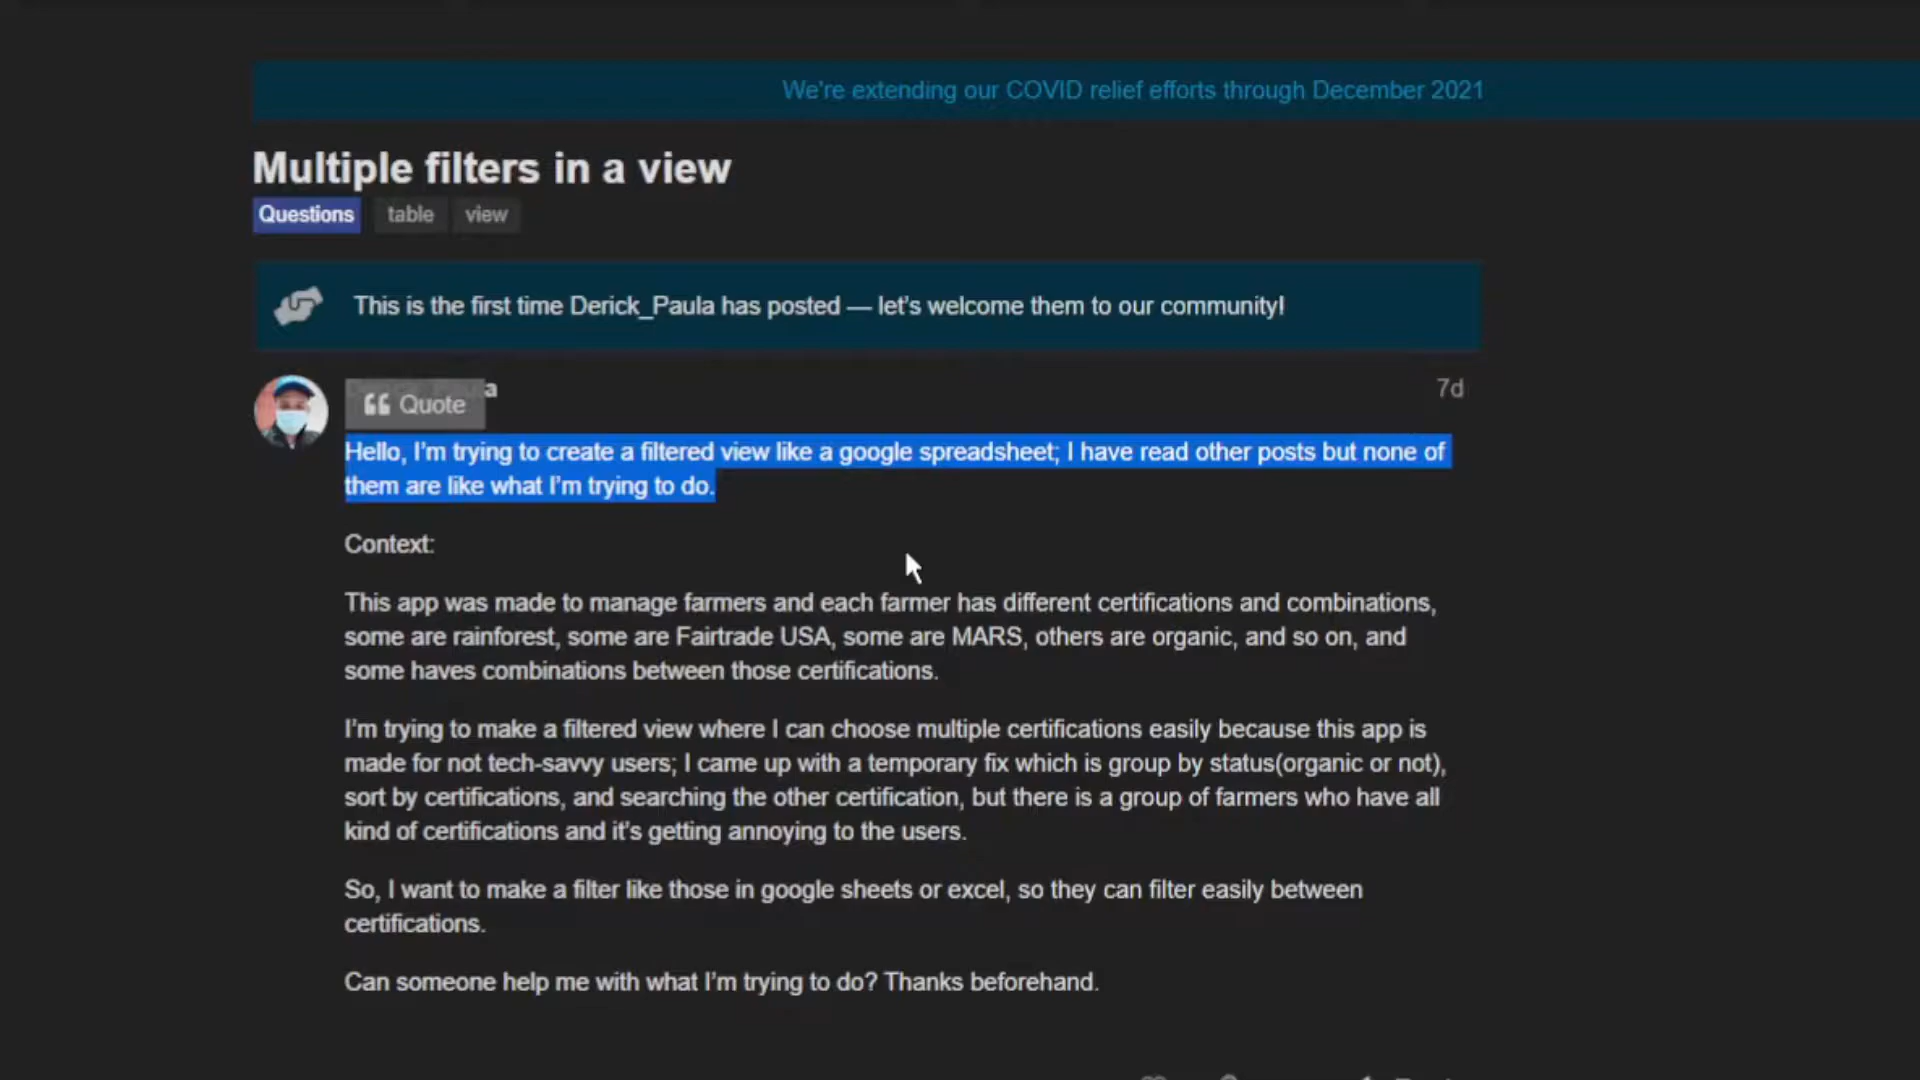 We're extending our COVID relief efforts through December 2021
Multiple filters in a view
Questions table view
This is the first time Derick_Paula has posted — let's welcome them to our community!
7d
Quote
Hello, I'm trying to create a filtered view like a google spreadsheet; I have read other posts but none of
them are like what I'm trying to do.
Context:
This app was made to manage farmers and each farmer has different certifications and combinations,
some are rainforest, some are Fairtrade USA, some are MARS, others are organic, and so on, and
some haves combinations between those certifications.
I'm trying to make a filtered view where I can choose multiple certifications easily because this app is
made for not tech-savvy users; I came up with a temporary fix which is group by status(organic or not),
sort by certifications, and searching the other certification, but there is a group of farmers who have all
kind of certifications and it's getting annoying to the users.
So, I want to make a filter like those in google sheets or excel, so they can filter easily between
certifications.
Can someone help me with what I'm trying to do? Thanks beforehand.